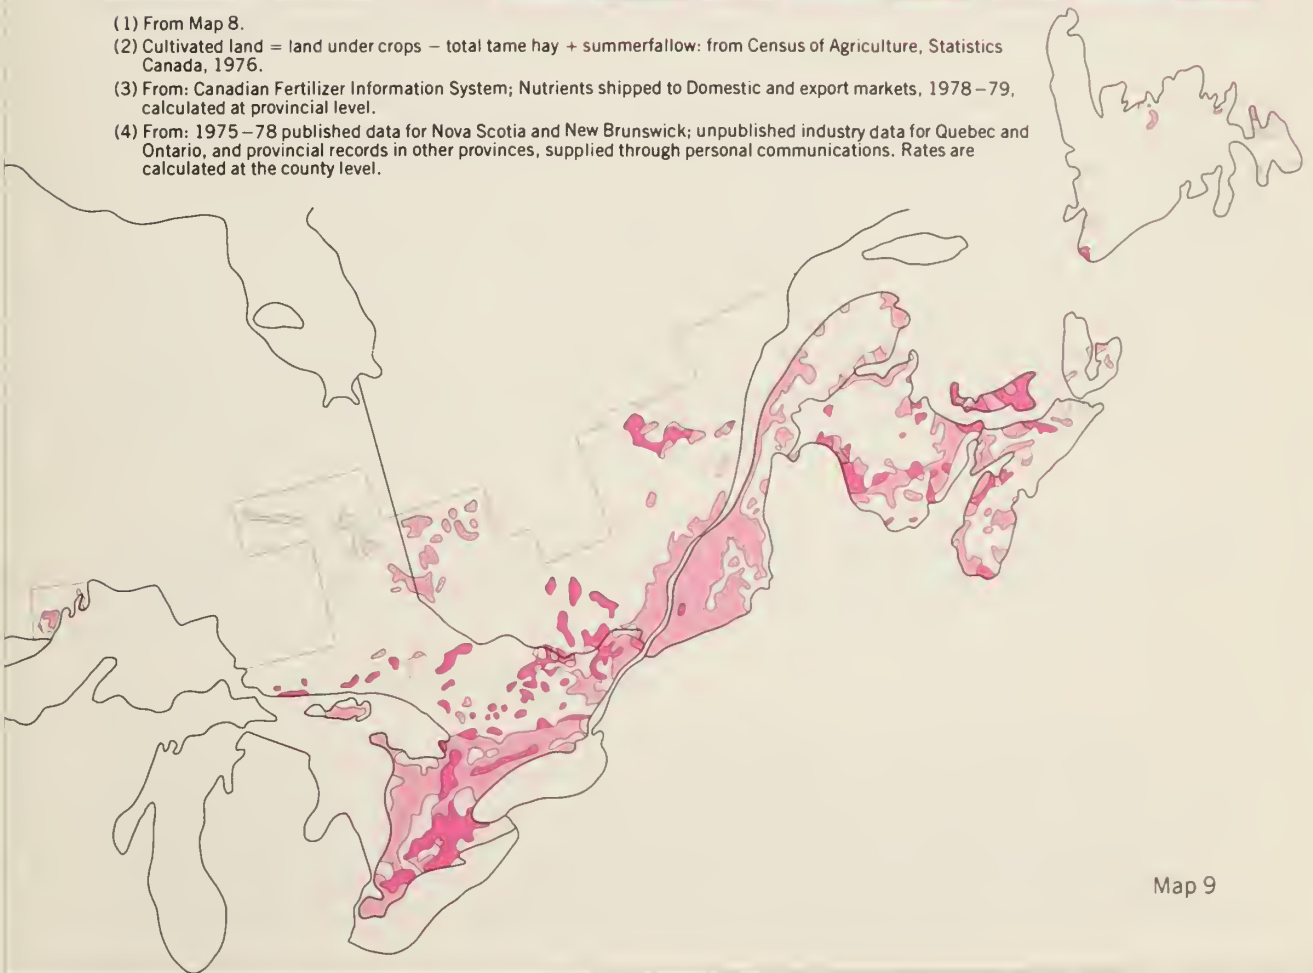 (1) From Map 8.
(2) Cultivated land = land under crops – total tame hay + summerfallow: from Census of Agriculture, Statistics
Canada, 1976.
(3) From: Canadian Fertilizer Information System; Nutrients shipped to Domestic and export markets, 1978–79,
calculated at provincial level.
(4) From: 1975–78 published data for Nova Scotia and New Brunswick; unpublished industry data for Quebec and
Ontario, and provincial records in other provinces, supplied through personal communications. Rates are
calculated at the county level.
Map 9